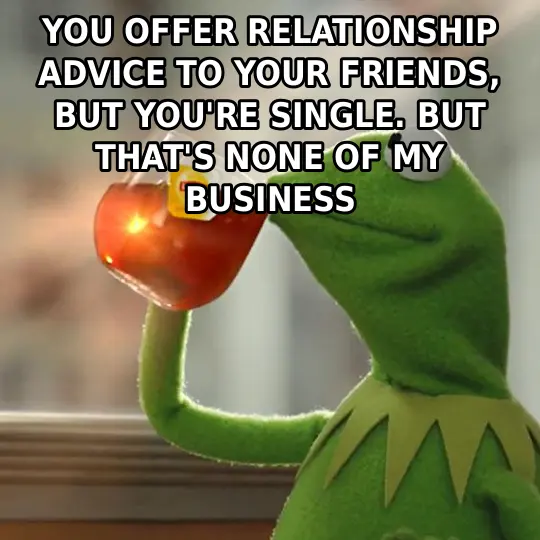 YOU OFFER RELATIONSHIP
ADVICE TO YOUR FRIENDS,
BUT YOU'RE SINGLE. BUT
THAT'S NONE OF MY
BUSINESS